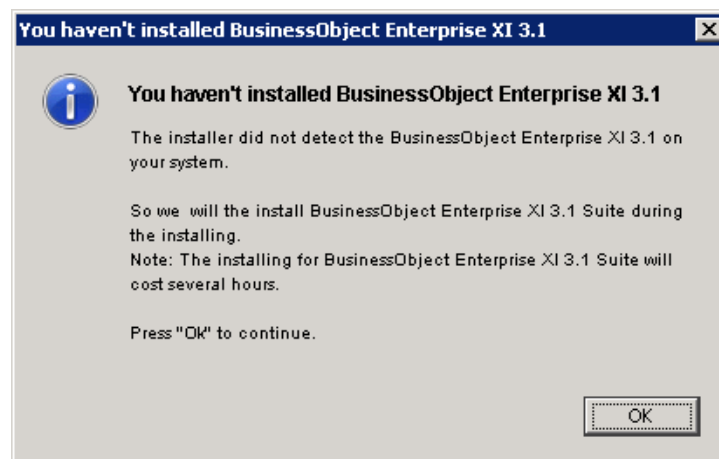 You haven't installed BusinessObject Enterprise XI 3.1
You haven't installed BusinessObject Enterprise XI 3.1
The installer did not detect the BusinessObject Enterprise XI 3.1 on
your system.
So we will the install BusinessObject Enterprise XI 3.1 Suite during
the installing.
Note: The installing for BusinessObject Enterprise XI 3.1 Suite will
cost several hours.
Press "Ok" to continue.
OK